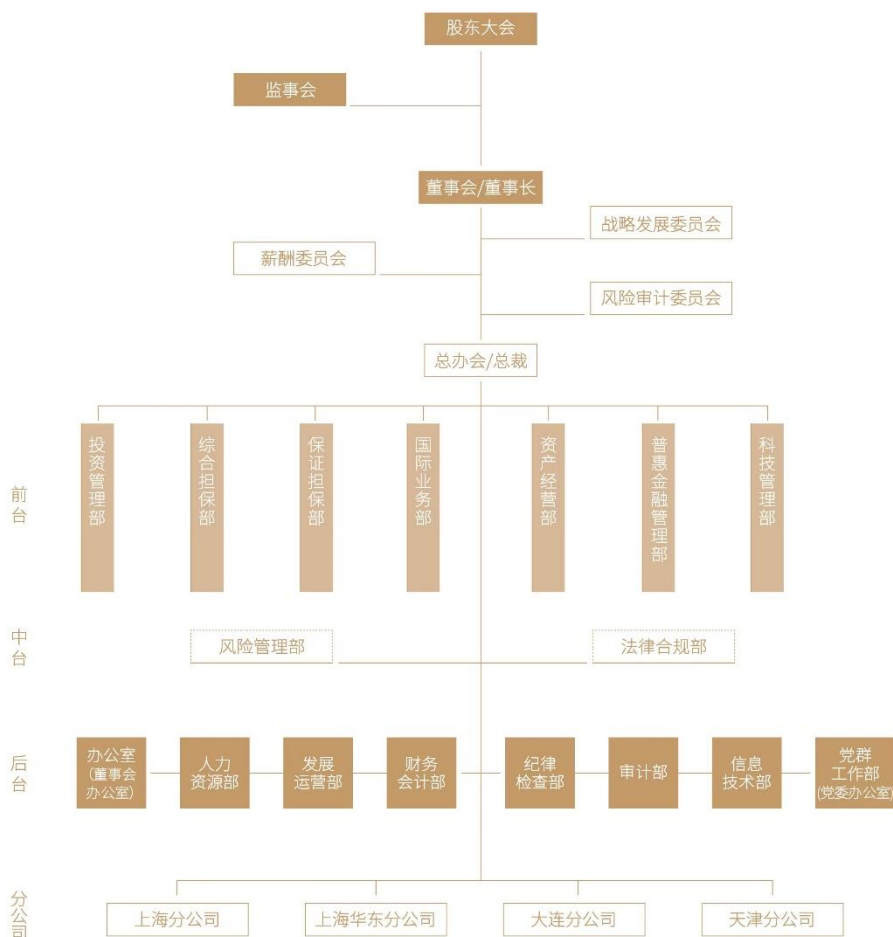 股东大会
监事会
董事会/董事长
战略发展委员会
薪酬委员会
风险审计委员会
总办会/总裁
前台
投资管理部
综合担保部
保证担保部
国际业务部
资产经营部
普惠金融管理部
科技管理部
中台
风险管理部
法律合规部
后台
办公室
(董事会
办公室)
人力
资源部
发展
运营部
财务
会计部
纪律
检查部
审计部
信息
技术部
党群
工作部
(党委办公室)
分公司
上海分公司
上海华东分公司
大连分公司
天津分公司